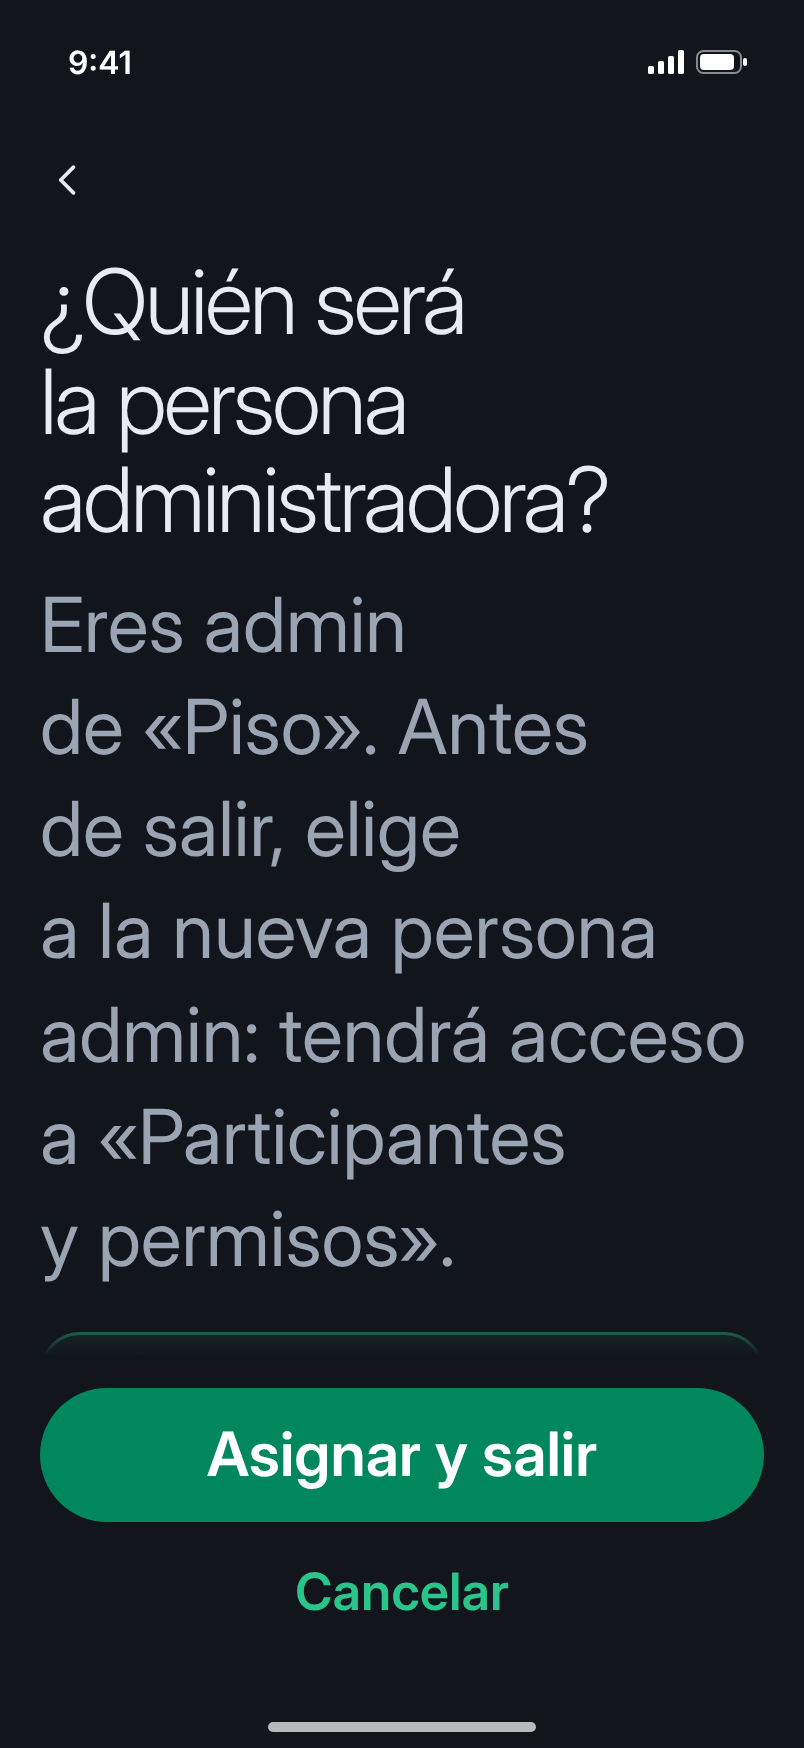 9:41
¿Quién será
la persona
administradora?
Eres admin
de «Piso». Antes
de salir, elige
a la nueva persona
admin: tendrá acceso
a «Participantes
y permisos».
Asignar y salir
Cancelar